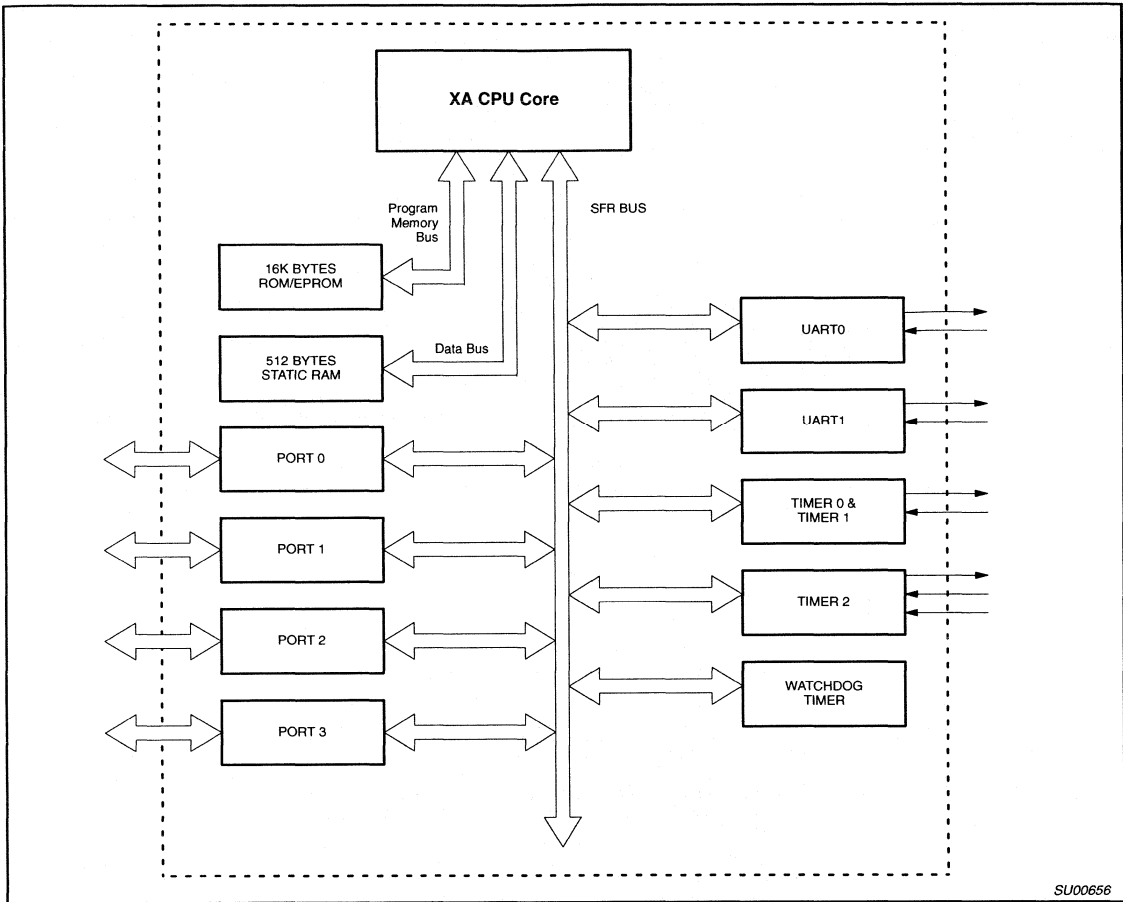 XA CPU Core
Program
Memory
Bus
SFR BUS
16K BYTES
ROM/EPROM
Data Bus
512 BYTES
STATIC RAM
UART0
UART1
PORT 0
TIMER 0 &
TIMER 1
PORT 1
TIMER 2
PORT 2
WATCHDOG
TIMER
PORT 3
SU00656